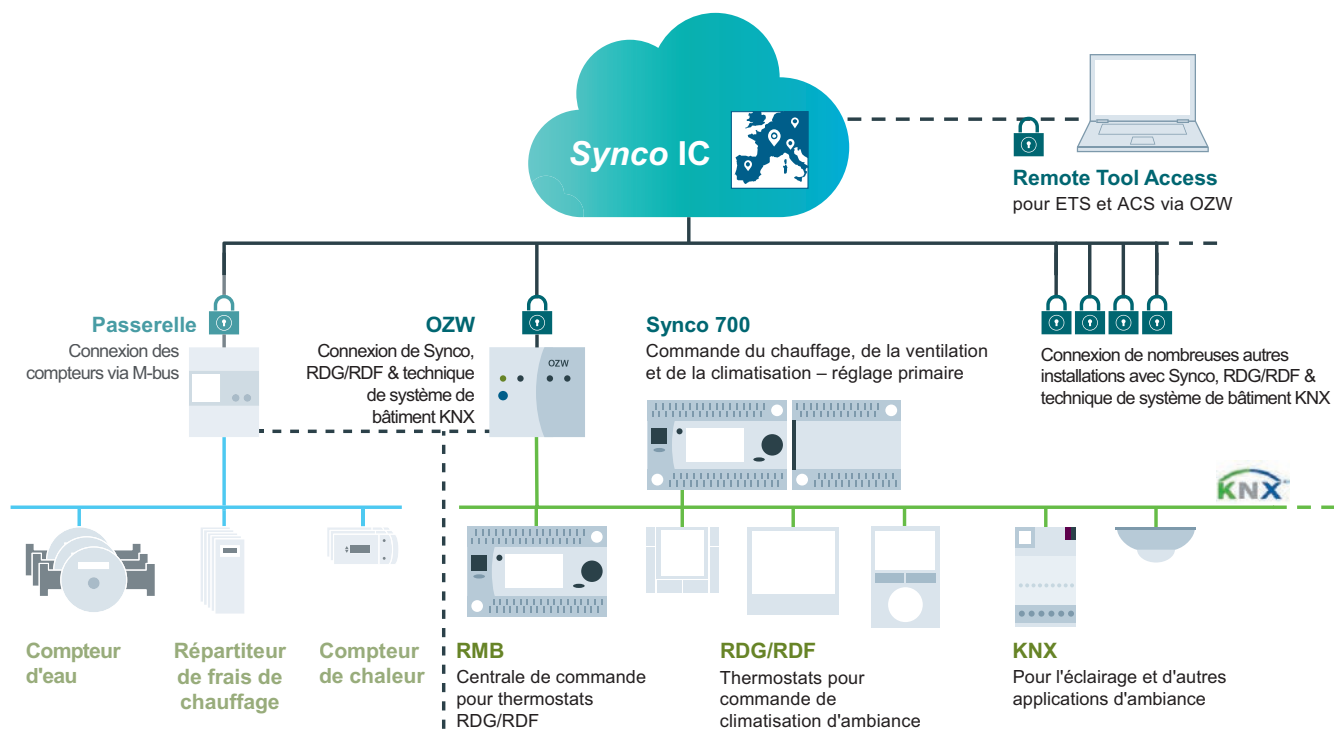 Synco IC
Remote Tool Access
pour ETS et ACS via OZW
Passerelle
Connexion des
compteurs via M-bus
OZW
Connexion de Synco,
RDG/RDF & technique
de système de
bâtiment KNX
OZW
Synco 700
Commande du chauffage, de la ventilation
et de la climatisation – réglage primaire
Connexion de nombreuses autres
installations avec Synco, RDG/RDF &
technique de système de bâtiment KNX
KNX
Compteur
d'eau
Répartiteur
de frais de
chauffage
Compteur
de chaleur
RMB
Centrale de commande
pour thermostats
RDG/RDF
RDG/RDF
Thermostats pour
commande de
climatisation d'ambiance
KNX
Pour l'éclairage et d'autres
applications d'ambiance